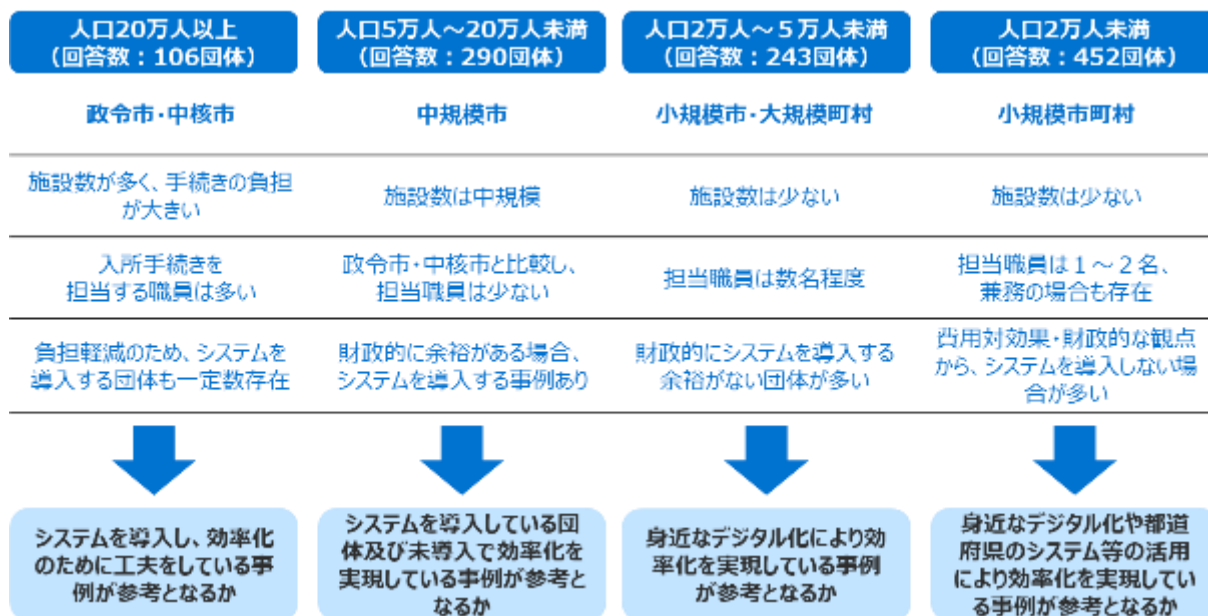 人口20万人以上
(回答数：106団体)
人口5万人～20万人未満
(回答数：290団体)
人口2万人～５万人未満
(回答数：243団体)
人口2万人未満
(回答数：452団体)
政令市・中核市
中規模市
小規模市・大規模町村
小規模市町村
施設数が多く、手続きの負担
が大きい
施設数は中規模
施設数は少ない
施設数は少ない
入所手続きを
担当する職員は多い
政令市・中核市と比較し、
担当職員は少ない
担当職員は数名程度
担当職員は１～２名、
兼務の場合も存在
負担軽減のため、システムを
導入する団体も一定数存在
財政的に余裕がある場合、
システムを導入する事例あり
財政的にシステムを導入する
余裕がない団体が多い
費用対効果・財政的な観点
から、システムを導入しない場
合が多い
システムを導入し、効率化
のために工夫をしている事
例が参考となるか
システムを導入している団
体及び未導入で効率化を
実現している事例が参考と
なるか
身近なデジタル化により効
率化を実現している事例
が参考となるか
身近なデジタル化や都道
府県のシステム等の活用
により効率化を実現してい
る事例が参考となるか